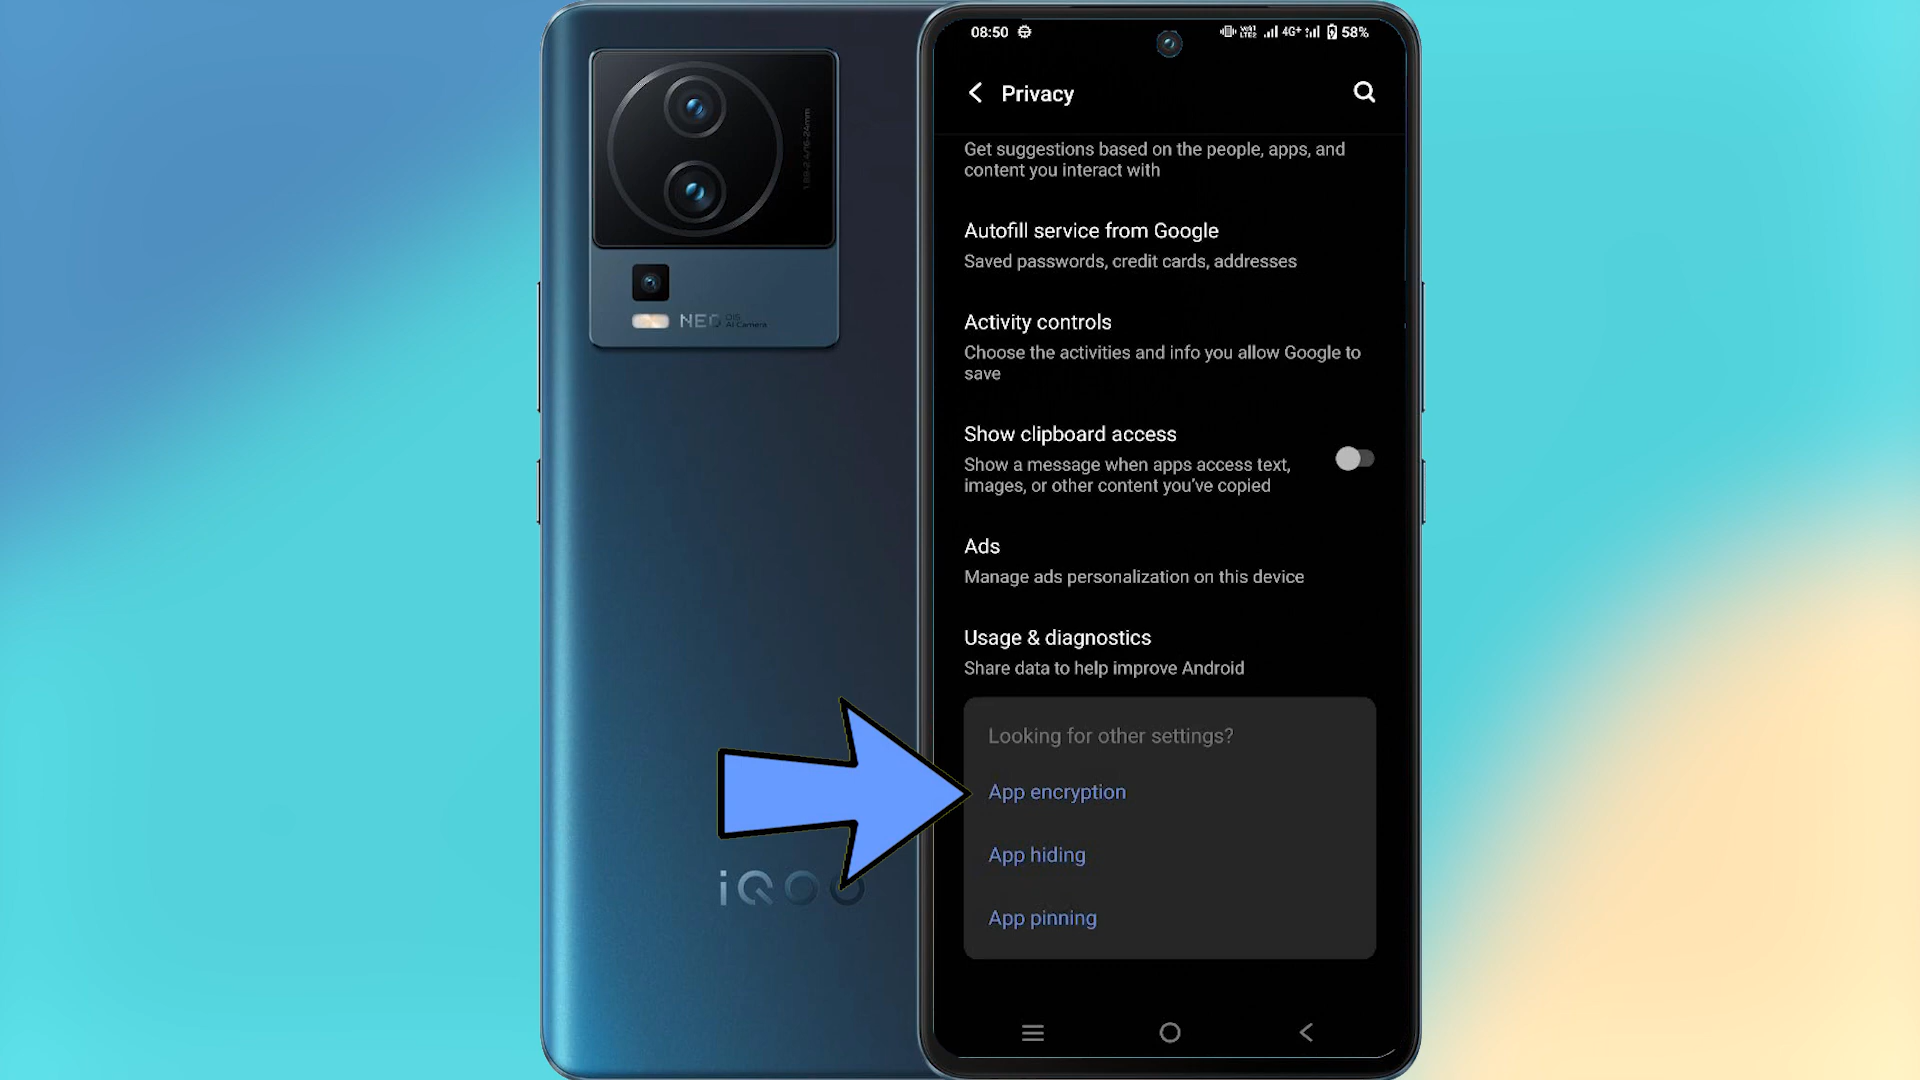 NEO OIS
AI Camera
iQOO
08:50 4G+ 58%
Privacy
Get suggestions based on the people, apps, and
content you interact with
Autofill service from Google
Saved passwords, credit cards, addresses
Activity controls
Choose the activities and info you allow Google to
save
Show clipboard access
Show a message when apps access text,
images, or other content you’ve copied
Ads
Manage ads personalization on this device
Usage & diagnostics
Share data to help improve Android
Looking for other settings?
App encryption
App hiding
App pinning